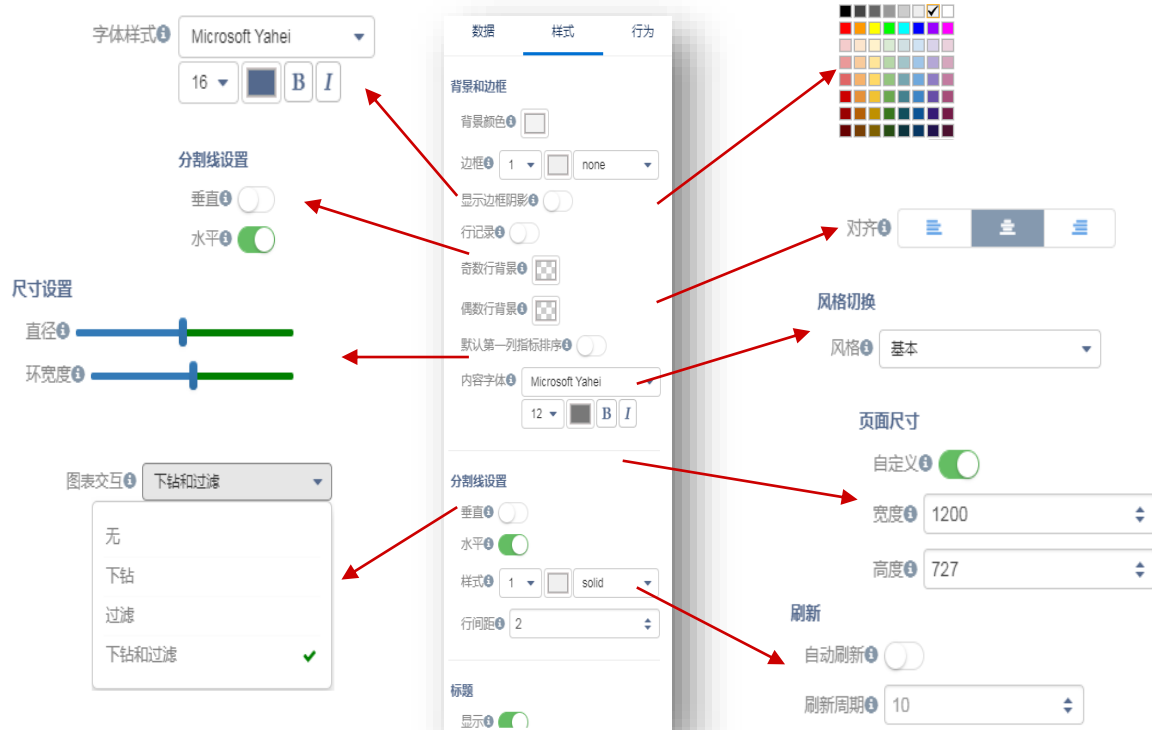 字体样式 Microsoft Yahei
16 B I
分割线设置
垂直
水平
尺寸设置
直径
环宽度
图表交互 下钻和过滤
无
下钻
过滤
下钻和过滤
数据 样式 行为
背景和边框
背景颜色
边框 1 none
显示边框阴影
行记录
奇数行背景
偶数行背景
默认第一列指标排序
内容字体 Microsoft Yahei
12 B I
分割线设置
垂直
水平
样式 1 solid
行间距 2
标题
显示
对齐
风格切换
风格 基本
页面尺寸
自定义
宽度 1200
高度 727
刷新
自动刷新
刷新周期 10